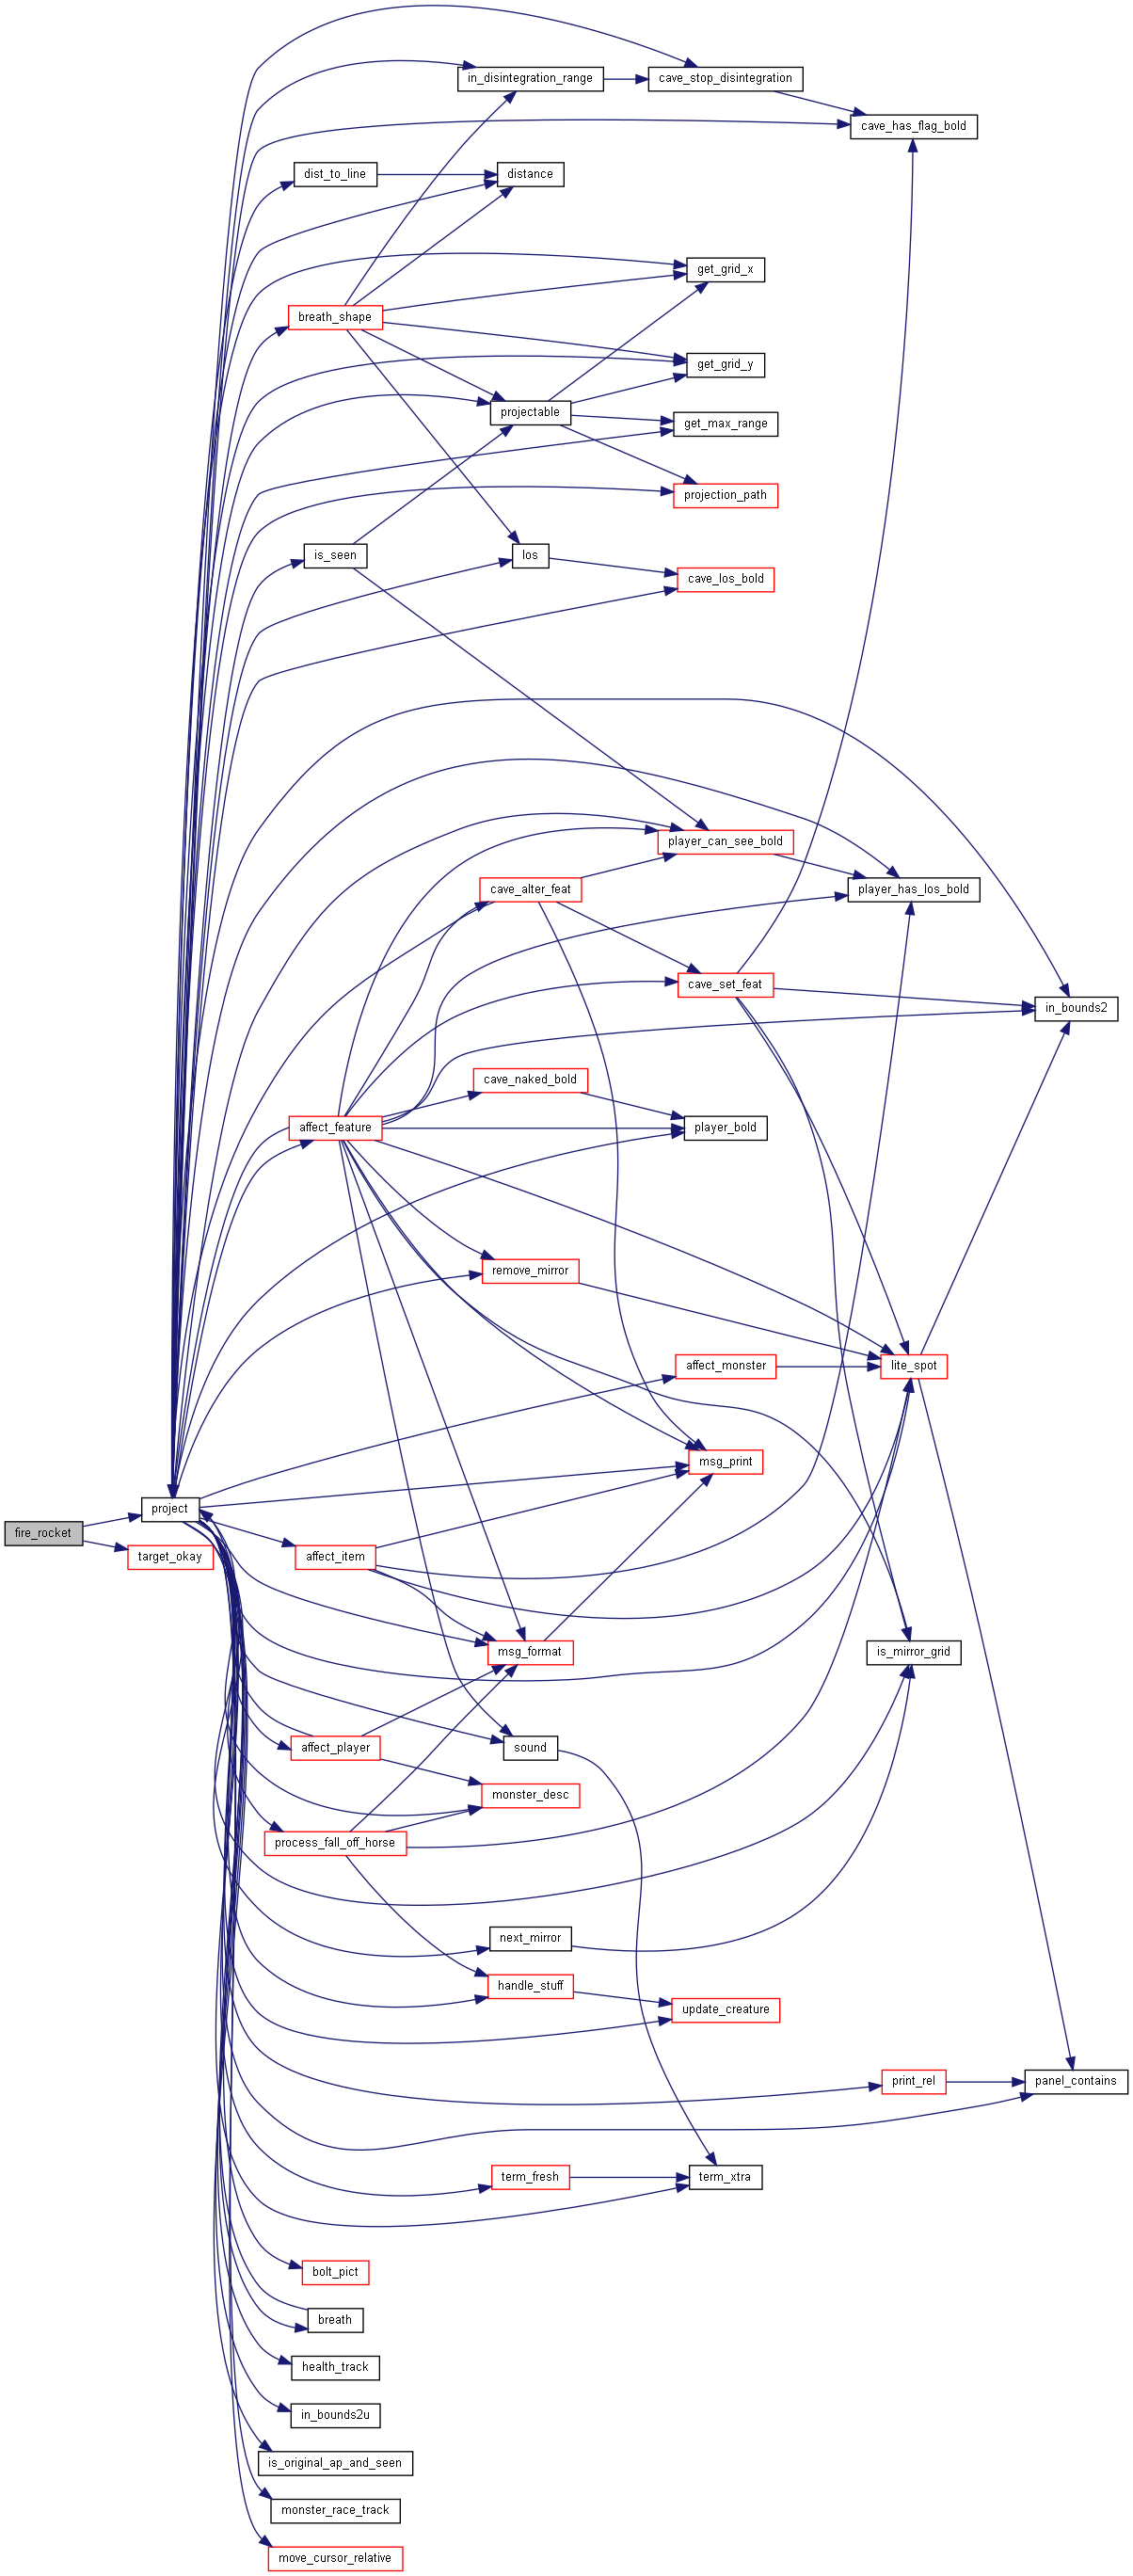 in_disintegration_range
cave_stop_disintegration
cave_has_flag_bold
dist_to_line
distance
get_grid_x
breath_shape
get_grid_y
projectable
get_max_range
projection_path
is_seen
los
cave_los_bold
player_can_see_bold
cave_alter_feat
player_has_los_bold
cave_set_feat
in_bounds2
cave_naked_bold
affect_feature
player_bold
remove_mirror
affect_monster
lite_spot
msg_print
project
fire_rocket
target_okay
affect_item
msg_format
is_mirror_grid
affect_player
sound
monster_desc
process_fall_off_horse
next_mirror
handle_stuff
update_creature
print_rel
panel_contains
term_fresh
term_xtra
bolt_pict
breath
health_track
in_bounds2u
is_original_ap_and_seen
monster_race_track
move_cursor_relative